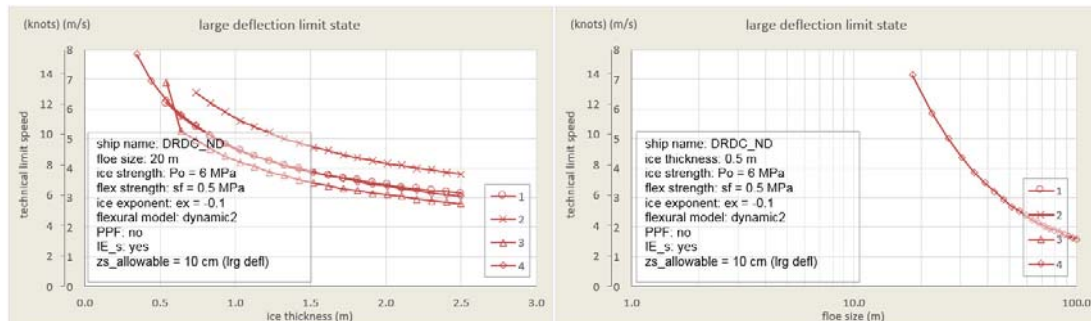 (knots) (m/s) large deflection limit state
8
14 7
12 6
10 5
8 4
6 3
4 2
2 1
0 0
technical limit speed
ship name: DRDC_ND
floe size: 20 m
ice strength: Po = 6 MPa
flex strength: sf = 0.5 MPa
ice exponent: ex = -0.1
flexural model: dynamic2
PPF: no
IE_s: yes
zs_allowable = 10 cm (lrg defl)
1
2
3
4
0.0 0.5 1.0 1.5 2.0 2.5 3.0
ice thickness (m)
(knots) (m/s) large deflection limit state
8
14 7
12 6
10 5
8 4
6 3
4 2
2 1
0 0
technical limit speed
ship name: DRDC_ND
ice thickness: 0.5 m
ice strength: Po = 6 MPa
flex strength: sf = 0.5 MPa
ice exponent: ex = -0.1
flexural model: dynamic2
PPF: no
IE_s: yes
zs_allowable = 10 cm (lrg defl)
1
2
3
4
1.0 10.0 100.0
floe size (m)